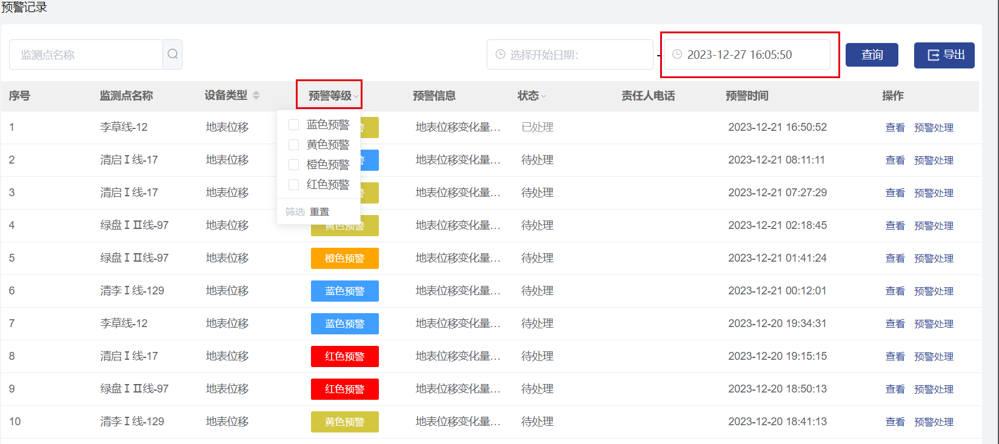 预警记录
监测点名称
选择开始日期: - 2023-12-27 16:05:50 查询 导出
序号 监测点名称 设备类型 预警等级 预警信息 状态 责任人电话 预警时间 操作
蓝色预警
黄色预警
橙色预警
红色预警
筛选 重置
1 李草线-12 地表位移 警 地表位移变化量... 已处理 2023-12-21 16:50:52 查看 预警处理
2 清启Ⅰ线-17 地表位移 警 地表位移变化量... 待处理 2023-12-21 08:11:11 查看 预警处理
3 清启Ⅰ线-17 地表位移 警 地表位移变化量... 待处理 2023-12-21 07:27:29 查看 预警处理
4 绿盘ⅠⅡ线-97 地表位移 黄色预警 地表位移变化量... 待处理 2023-12-21 02:18:45 查看 预警处理
5 绿盘ⅠⅡ线-97 地表位移 橙色预警 地表位移变化量... 待处理 2023-12-21 01:41:24 查看 预警处理
6 清李Ⅰ线-129 地表位移 蓝色预警 地表位移变化量... 待处理 2023-12-21 00:12:01 查看 预警处理
7 李草线-12 地表位移 蓝色预警 地表位移变化量... 待处理 2023-12-20 19:34:31 查看 预警处理
8 清启Ⅰ线-17 地表位移 红色预警 地表位移变化量... 待处理 2023-12-20 19:15:15 查看 预警处理
9 绿盘ⅠⅡ线-97 地表位移 红色预警 地表位移变化量... 待处理 2023-12-20 18:50:13 查看 预警处理
10 清李Ⅰ线-129 地表位移 黄色预警 地表位移变化量... 待处理 2023-12-20 18:41:13 查看 预警处理